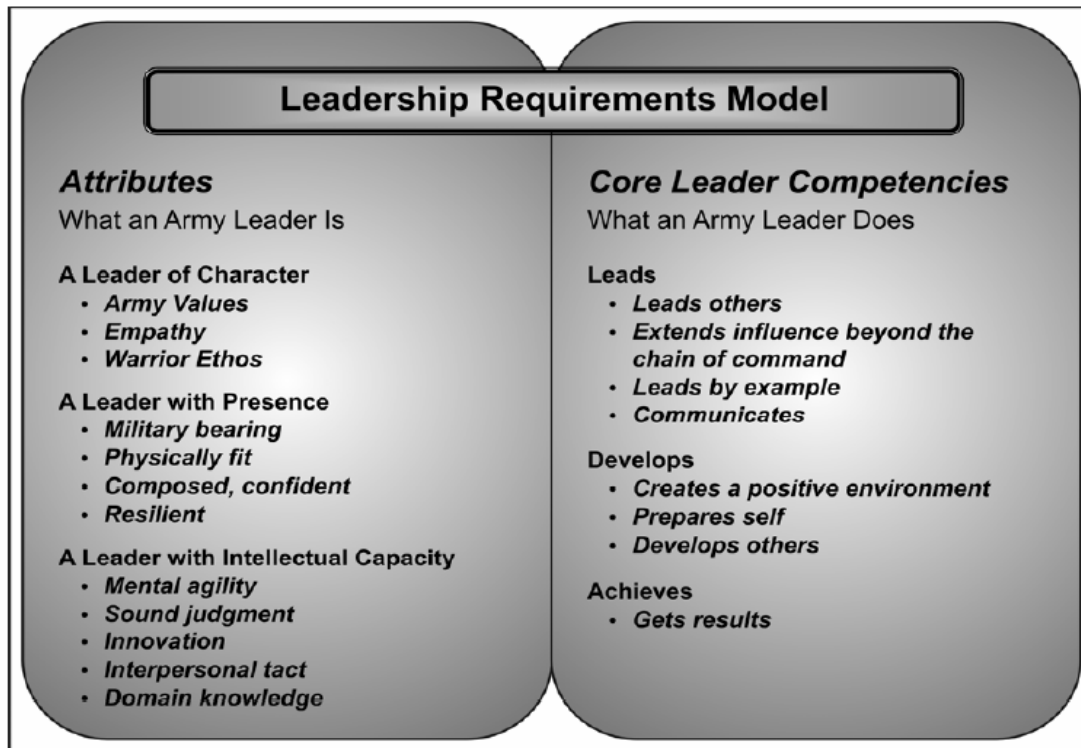 Leadership Requirements Model
Attributes
What an Army Leader Is
A Leader of Character
• Army Values
• Empathy
• Warrior Ethos
A Leader with Presence
• Military bearing
• Physically fit
• Composed, confident
• Resilient
A Leader with Intellectual Capacity
• Mental agility
• Sound judgment
• Innovation
• Interpersonal tact
• Domain knowledge
Core Leader Competencies
What an Army Leader Does
Leads
• Leads others
• Extends influence beyond the
chain of command
• Leads by example
• Communicates
Develops
• Creates a positive environment
• Prepares self
• Develops others
Achieves
• Gets results